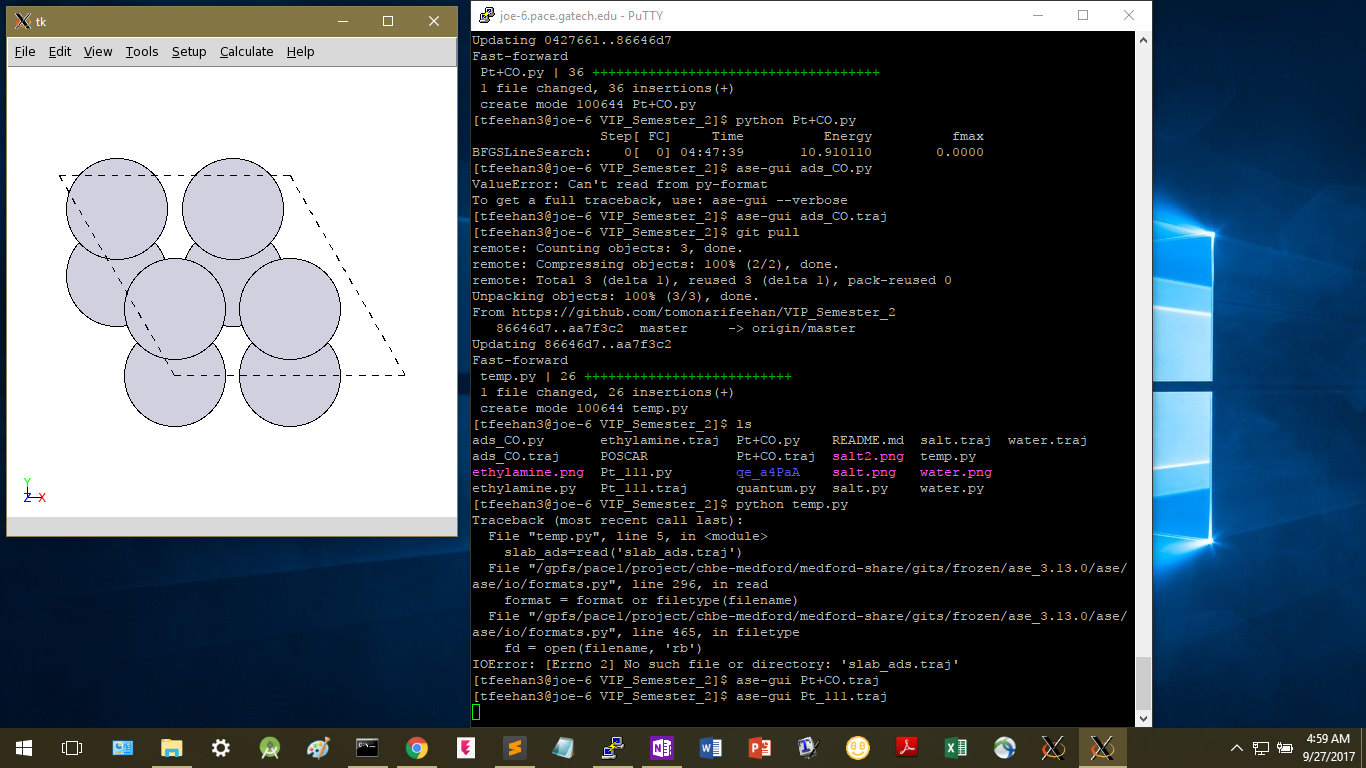 tk
File Edit View Tools Setup Calculate Help
Y
Z X
joe-6.pace.gatech.edu - PuTTY
Updating 0427661..86646d7
Fast-forward
 Pt+CO.py | 36 ++++++++++++++++++++++++++++++++++++
 1 file changed, 36 insertions(+)
 create mode 100644 Pt+CO.py
[tfeehan3@joe-6 VIP_Semester_2]$ python Pt+CO.py
                Step[ FC]     Time          Energy          fmax
BFGSLineSearch:    0[  0] 04:47:39       10.910110        0.0000
[tfeehan3@joe-6 VIP_Semester_2]$ ase-gui ads_CO.py
ValueError: Can't read from py-format
To get a full traceback, use: ase-gui --verbose
[tfeehan3@joe-6 VIP_Semester_2]$ ase-gui ads_CO.traj
[tfeehan3@joe-6 VIP_Semester_2]$ git pull
remote: Counting objects: 3, done.
remote: Compressing objects: 100% (2/2), done.
remote: Total 3 (delta 1), reused 3 (delta 1), pack-reused 0
Unpacking objects: 100% (3/3), done.
From https://github.com/tomonarifeehan/VIP_Semester_2
   86646d7..aa7f3c2  master     -> origin/master
Updating 86646d7..aa7f3c2
Fast-forward
 temp.py | 26 ++++++++++++++++++++++++++
 1 file changed, 26 insertions(+)
 create mode 100644 temp.py
[tfeehan3@joe-6 VIP_Semester_2]$ ls
ads_CO.py       ethylamine.traj  Pt+CO.py    README.md  salt.traj  water.traj
ads_CO.traj     POSCAR           Pt+CO.traj  salt2.png  temp.py
ethylamine.png  Pt_111.py        qe_a4PaA    salt.png   water.png
ethylamine.py   Pt_111.traj      quantum.py  salt.py    water.py
[tfeehan3@joe-6 VIP_Semester_2]$ python temp.py
Traceback (most recent call last):
  File "temp.py", line 5, in <module>
    slab_ads=read('slab_ads.traj')
  File "/gpfs/pace1/project/chbe-medford/medford-share/gits/frozen/ase_3.13.0/ase/
ase/io/formats.py", line 296, in read
    format = format or filetype(filename)
  File "/gpfs/pace1/project/chbe-medford/medford-share/gits/frozen/ase_3.13.0/ase/
ase/io/formats.py", line 465, in filetype
    fd = open(filename, 'rb')
IOError: [Errno 2] No such file or directory: 'slab_ads.traj'
[tfeehan3@joe-6 VIP_Semester_2]$ ase-gui Pt+CO.traj
[tfeehan3@joe-6 VIP_Semester_2]$ ase-gui Pt_111.traj
4:59 AM
9/27/2017